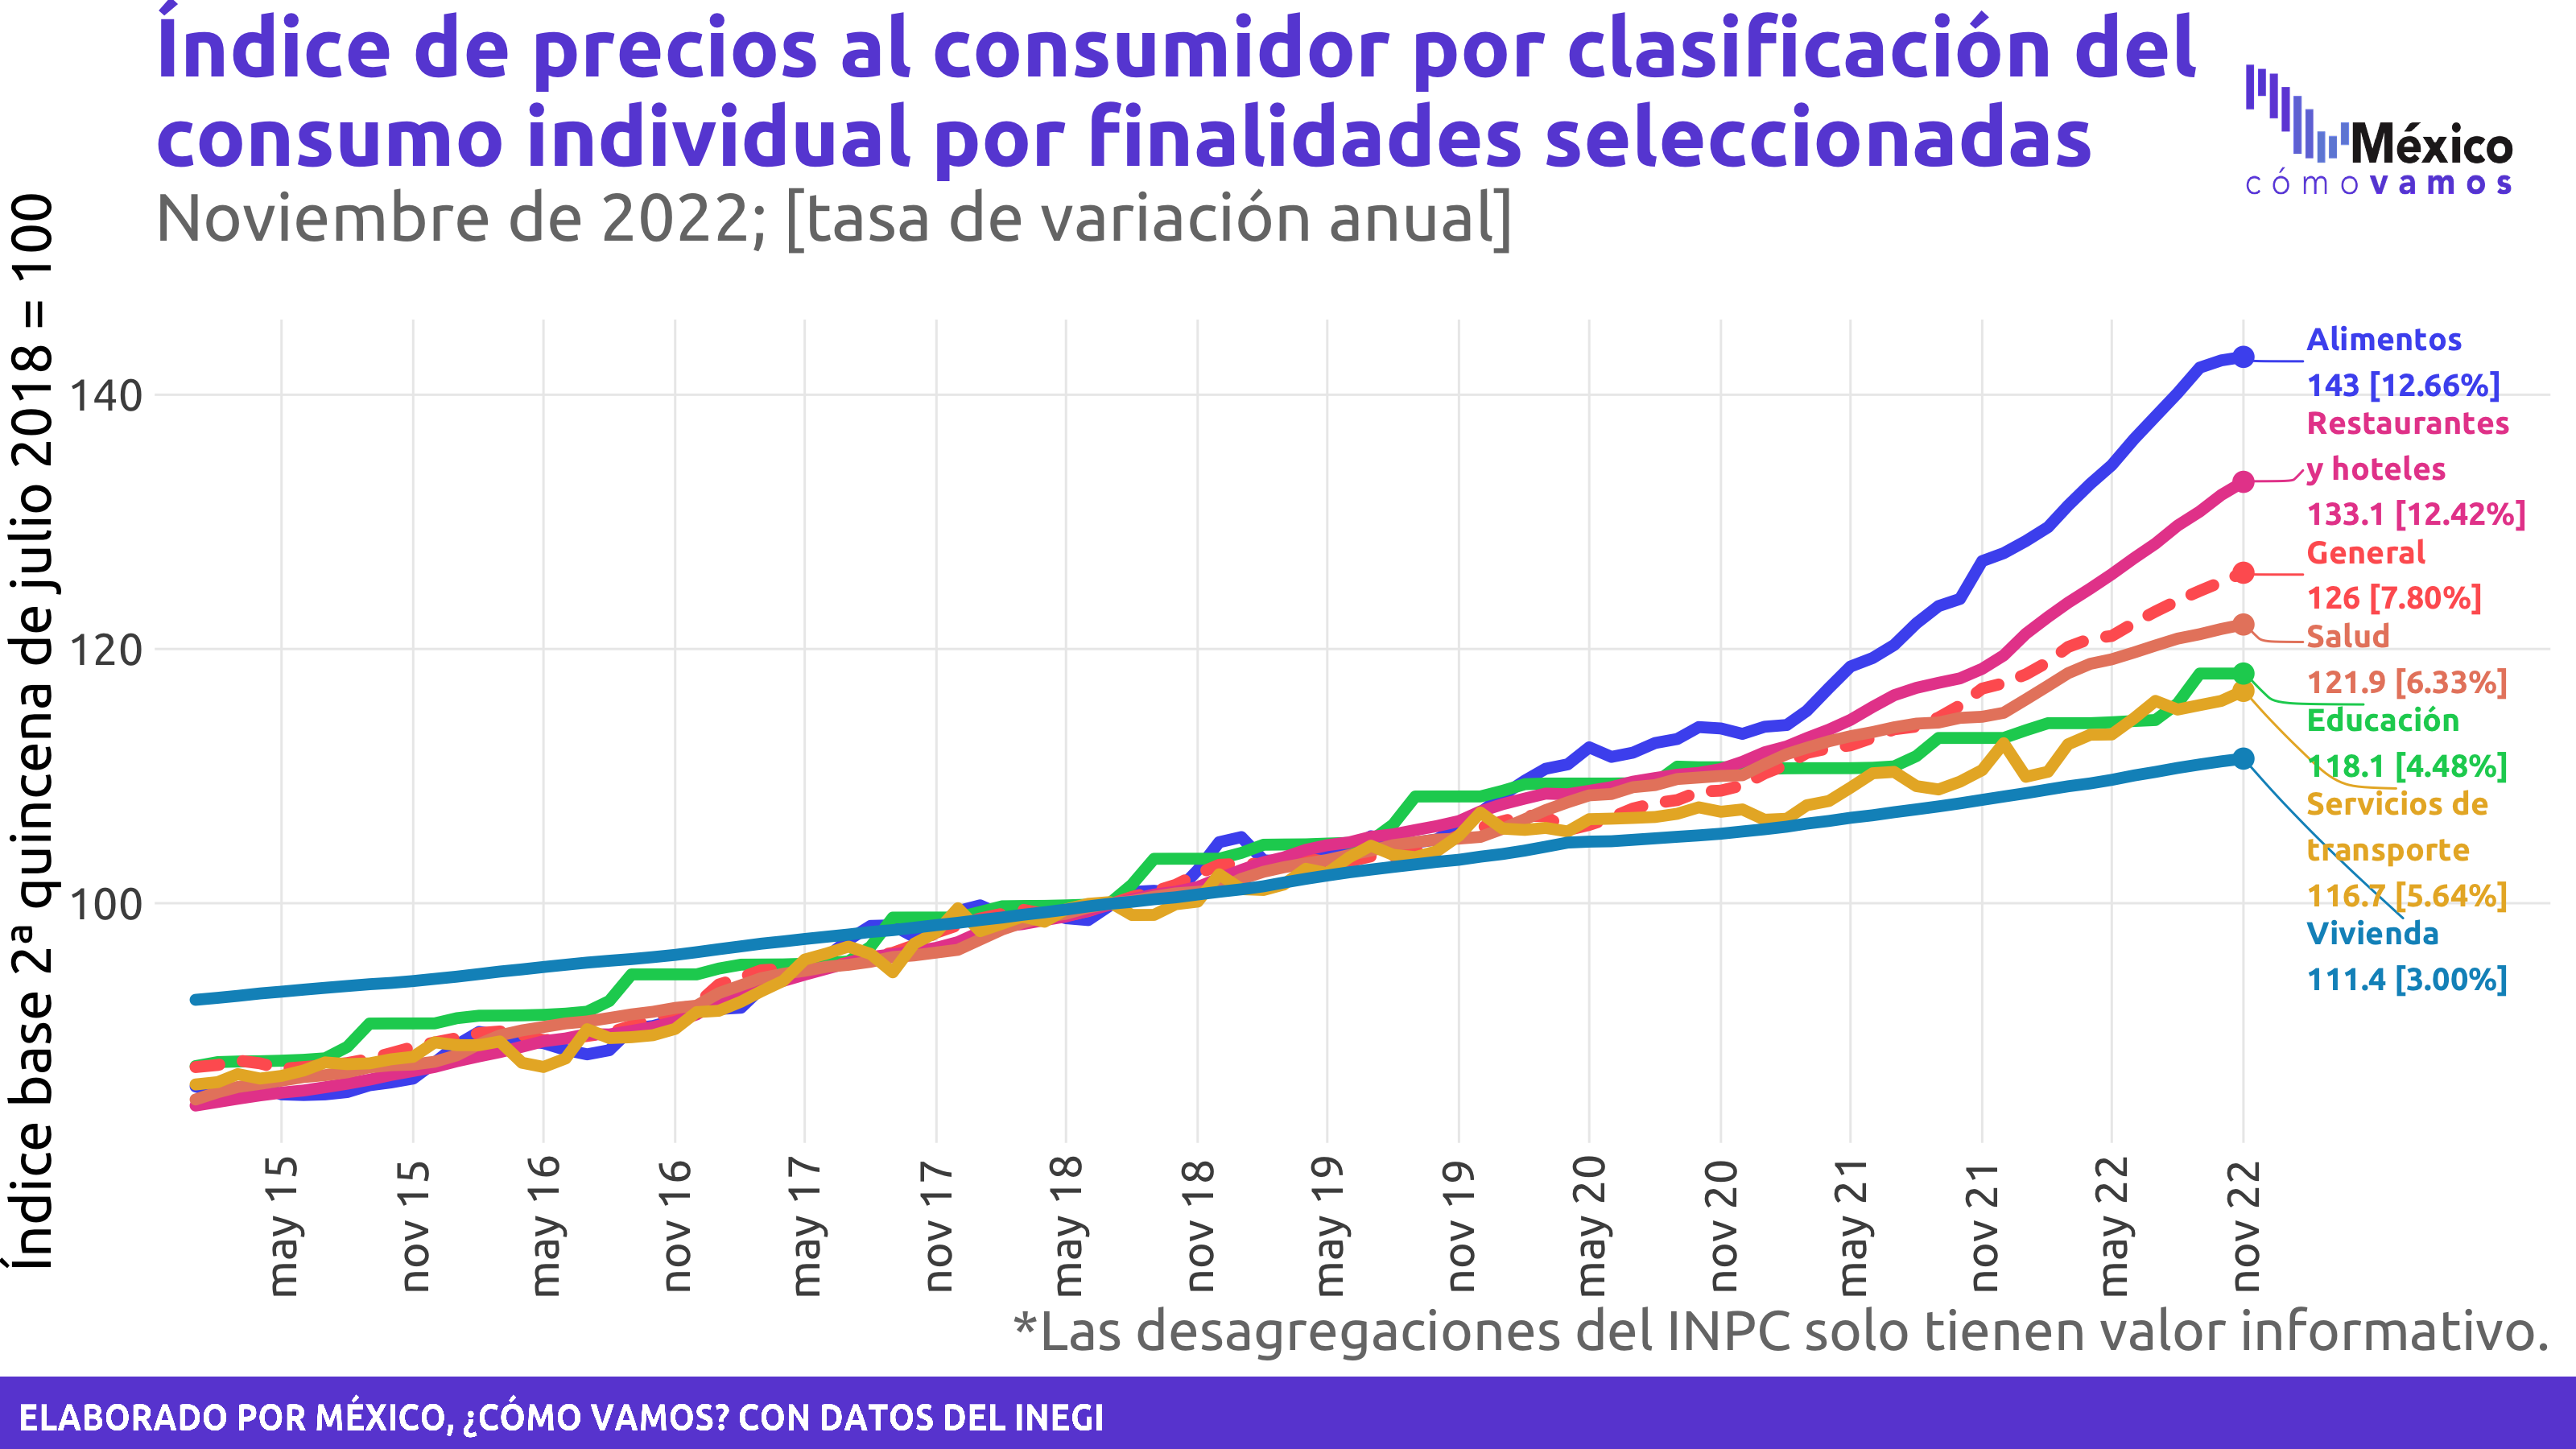 Índice de precios al consumidor por clasificación del
consumo individual por finalidades seleccionadas
Noviembre de 2022; [tasa de variación anual]
México
cómo vamos
Índice base 2ª quincena de julio 2018 = 100
140
120
100
Alimentos
143 [12.66%]
Restaurantes
y hoteles
133.1 [12.42%]
General
126 [7.80%]
Salud
121.9 [6.33%]
Educación
118.1 [4.48%]
Servicios de
transporte
116.7 [5.64%]
Vivienda
111.4 [3.00%]
may 15
nov 15
may 16
nov 16
may 17
nov 17
may 18
nov 18
may 19
nov 19
may 20
nov 20
may 21
nov 21
may 22
nov 22
*Las desagregaciones del INPC solo tienen valor informativo.
ELABORADO POR MÉXICO, ¿CÓMO VAMOS? CON DATOS DEL INEGI